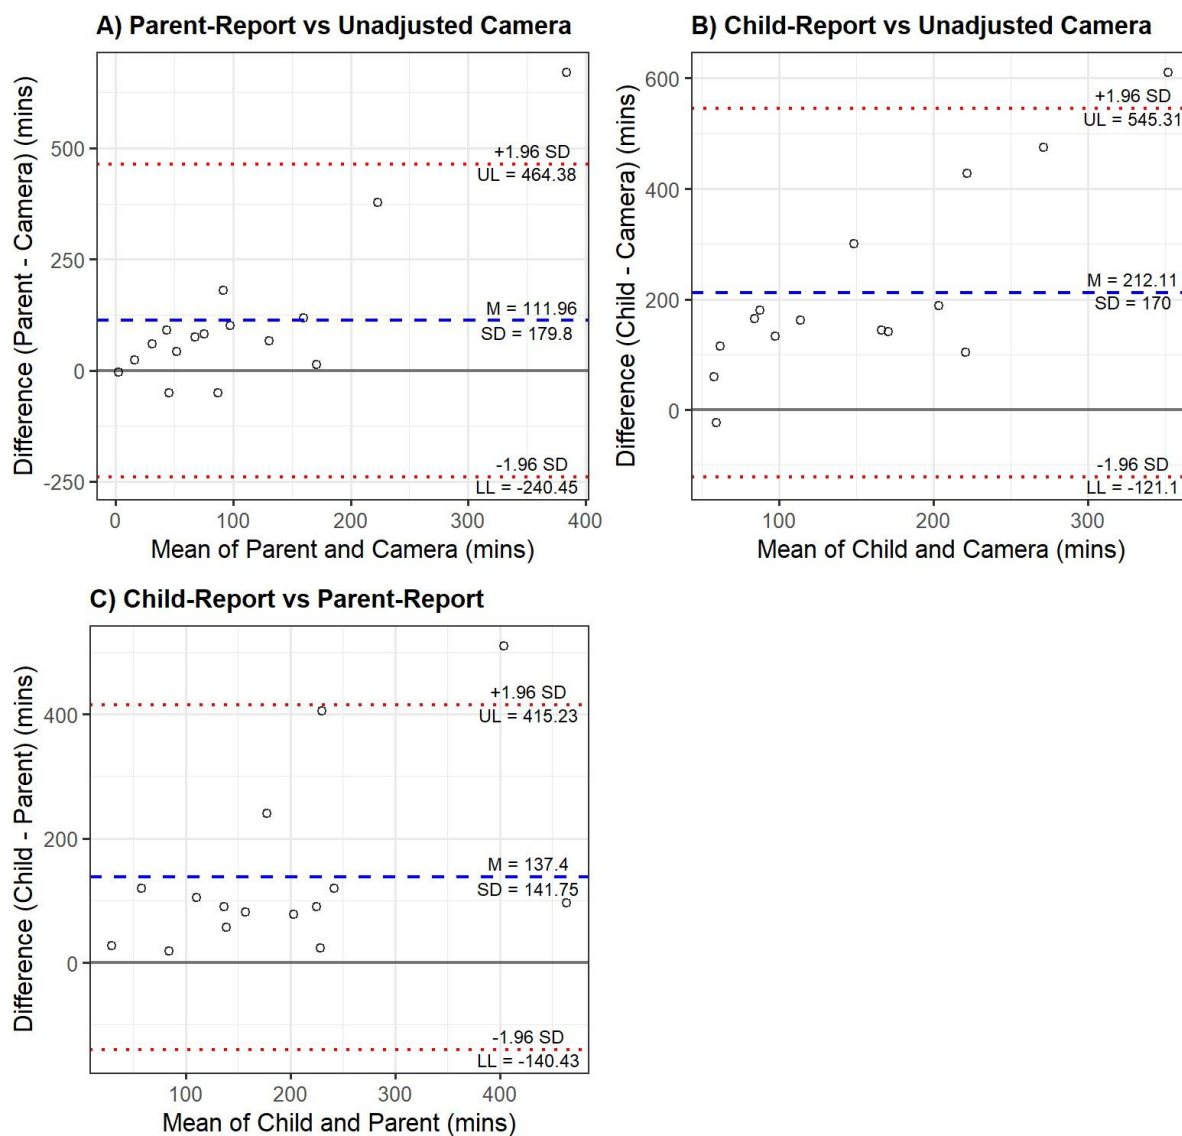 A) Parent-Report vs Unadjusted Camera
Difference (Parent - Camera) (mins)
500
250
0
-250
+1.96 SD
UL = 464.38
M = 111.96
SD = 179.8
-1.96 SD
LL = -240.45
0
100
200
300
400
Mean of Parent and Camera (mins)
B) Child-Report vs Unadjusted Camera
Difference (Child - Camera) (mins)
600
400
200
0
+1.96 SD
UL = 545.31
M = 212.11
SD = 170
-1.96 SD
LL = -121.1
100
200
300
Mean of Child and Camera (mins)
C) Child-Report vs Parent-Report
Difference (Child - Parent) (mins)
400
200
0
+1.96 SD
UL = 415.23
M = 137.4
SD = 141.75
-1.96 SD
LL = -140.43
100
200
300
400
Mean of Child and Parent (mins)